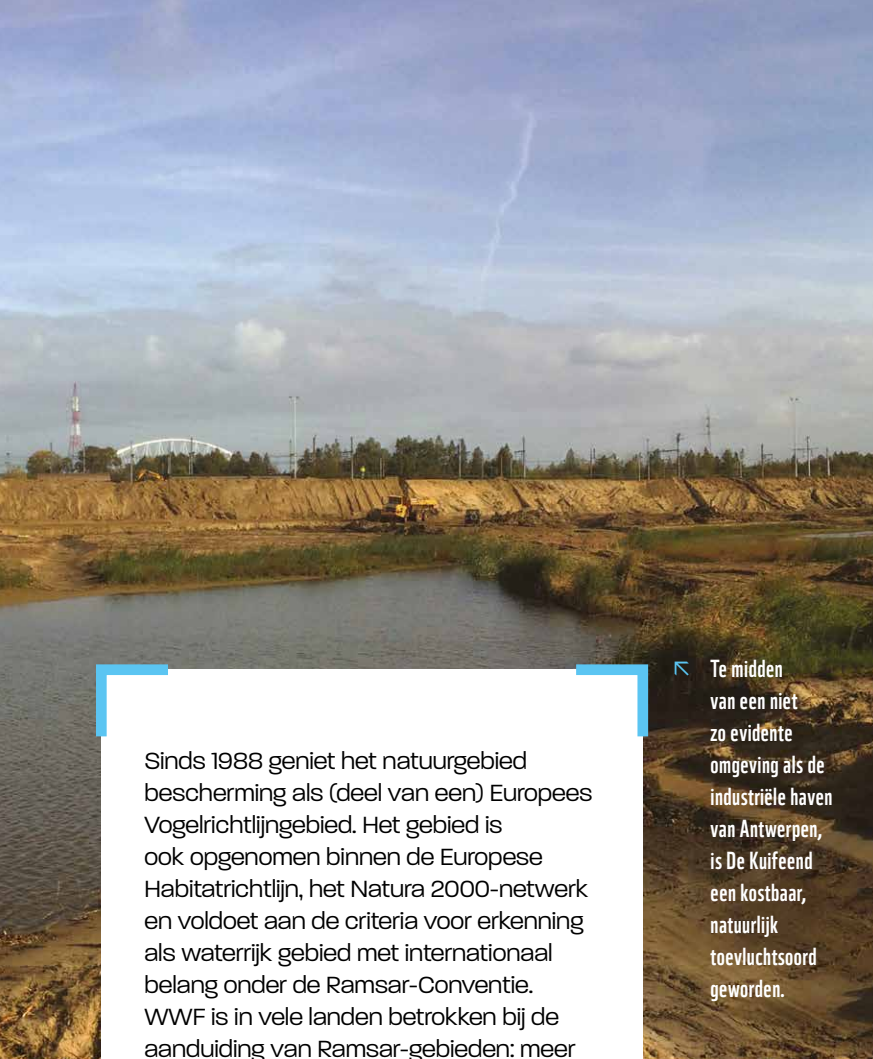 Sinds 1988 geniet het natuurgebied
bescherming als (deel van een) Europees
Vogelrichtlijngebied. Het gebied is
ook opgenomen binnen de Europese
Habitatrichtlijn, het Natura 2000-netwerk
en voldoet aan de criteria voor erkenning
als waterrijk gebied met internationaal
belang onder de Ramsar-Conventie.
WWF is in vele landen betrokken bij de
aanduiding van Ramsar-gebieden: meer
Te midden
van een niet
zo evidente
omgeving als de
industriële haven
van Antwerpen,
is De Kuifeend
een kostbaar,
natuurlijk
toevluchtsoord
geworden.